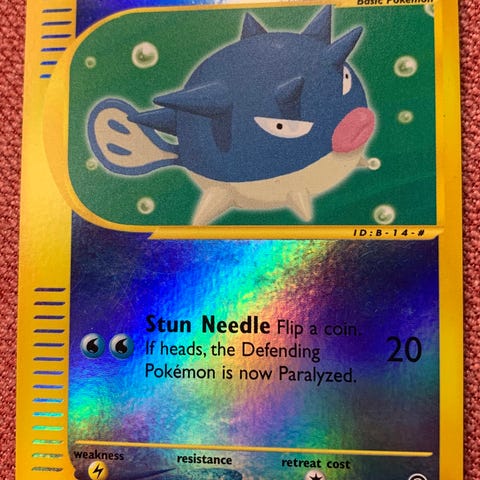 Basic Pokémon
ID:B-14-#
Stun Needle Flip a coin.
If heads, the Defending
Pokémon is now Paralyzed.
20
weakness resistance retreat cost